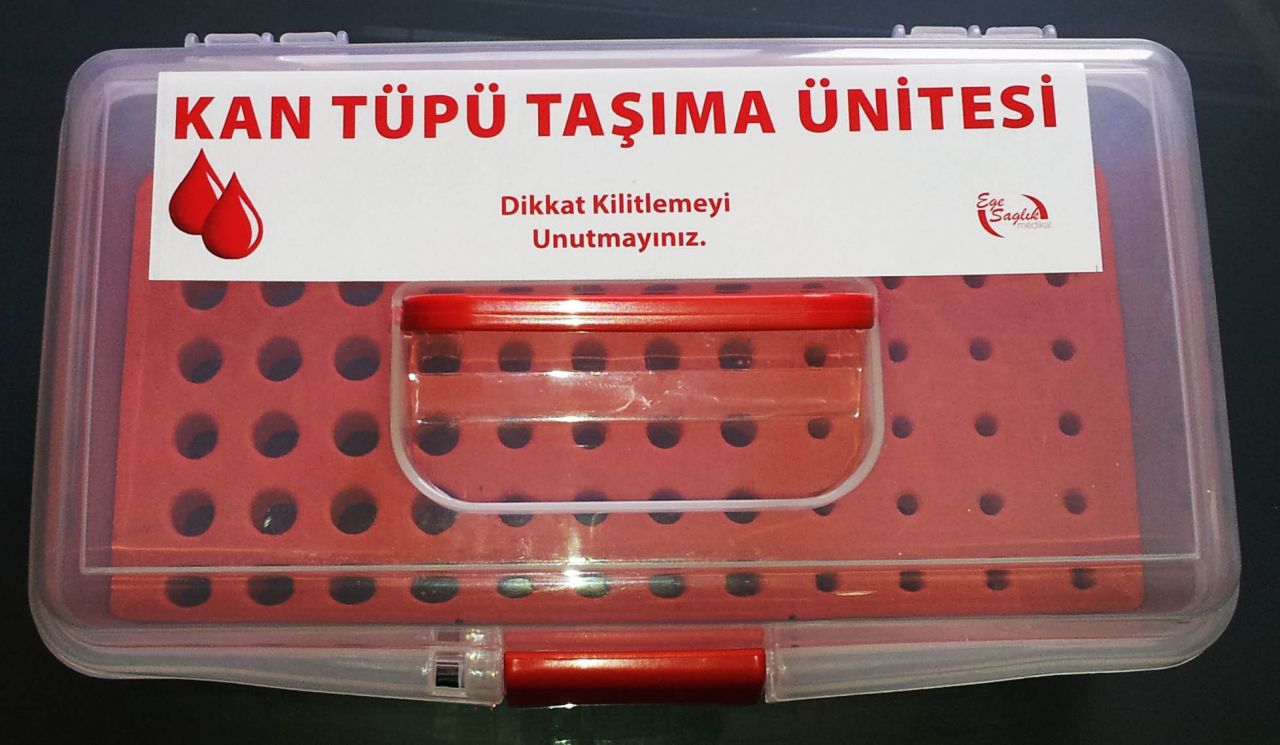 KAN TÜPÜ TAŞIMA ÜNİTESİ
Dikkat Kilitlemeyi
Unutmayınız.
Ege
Sağlık
medikal